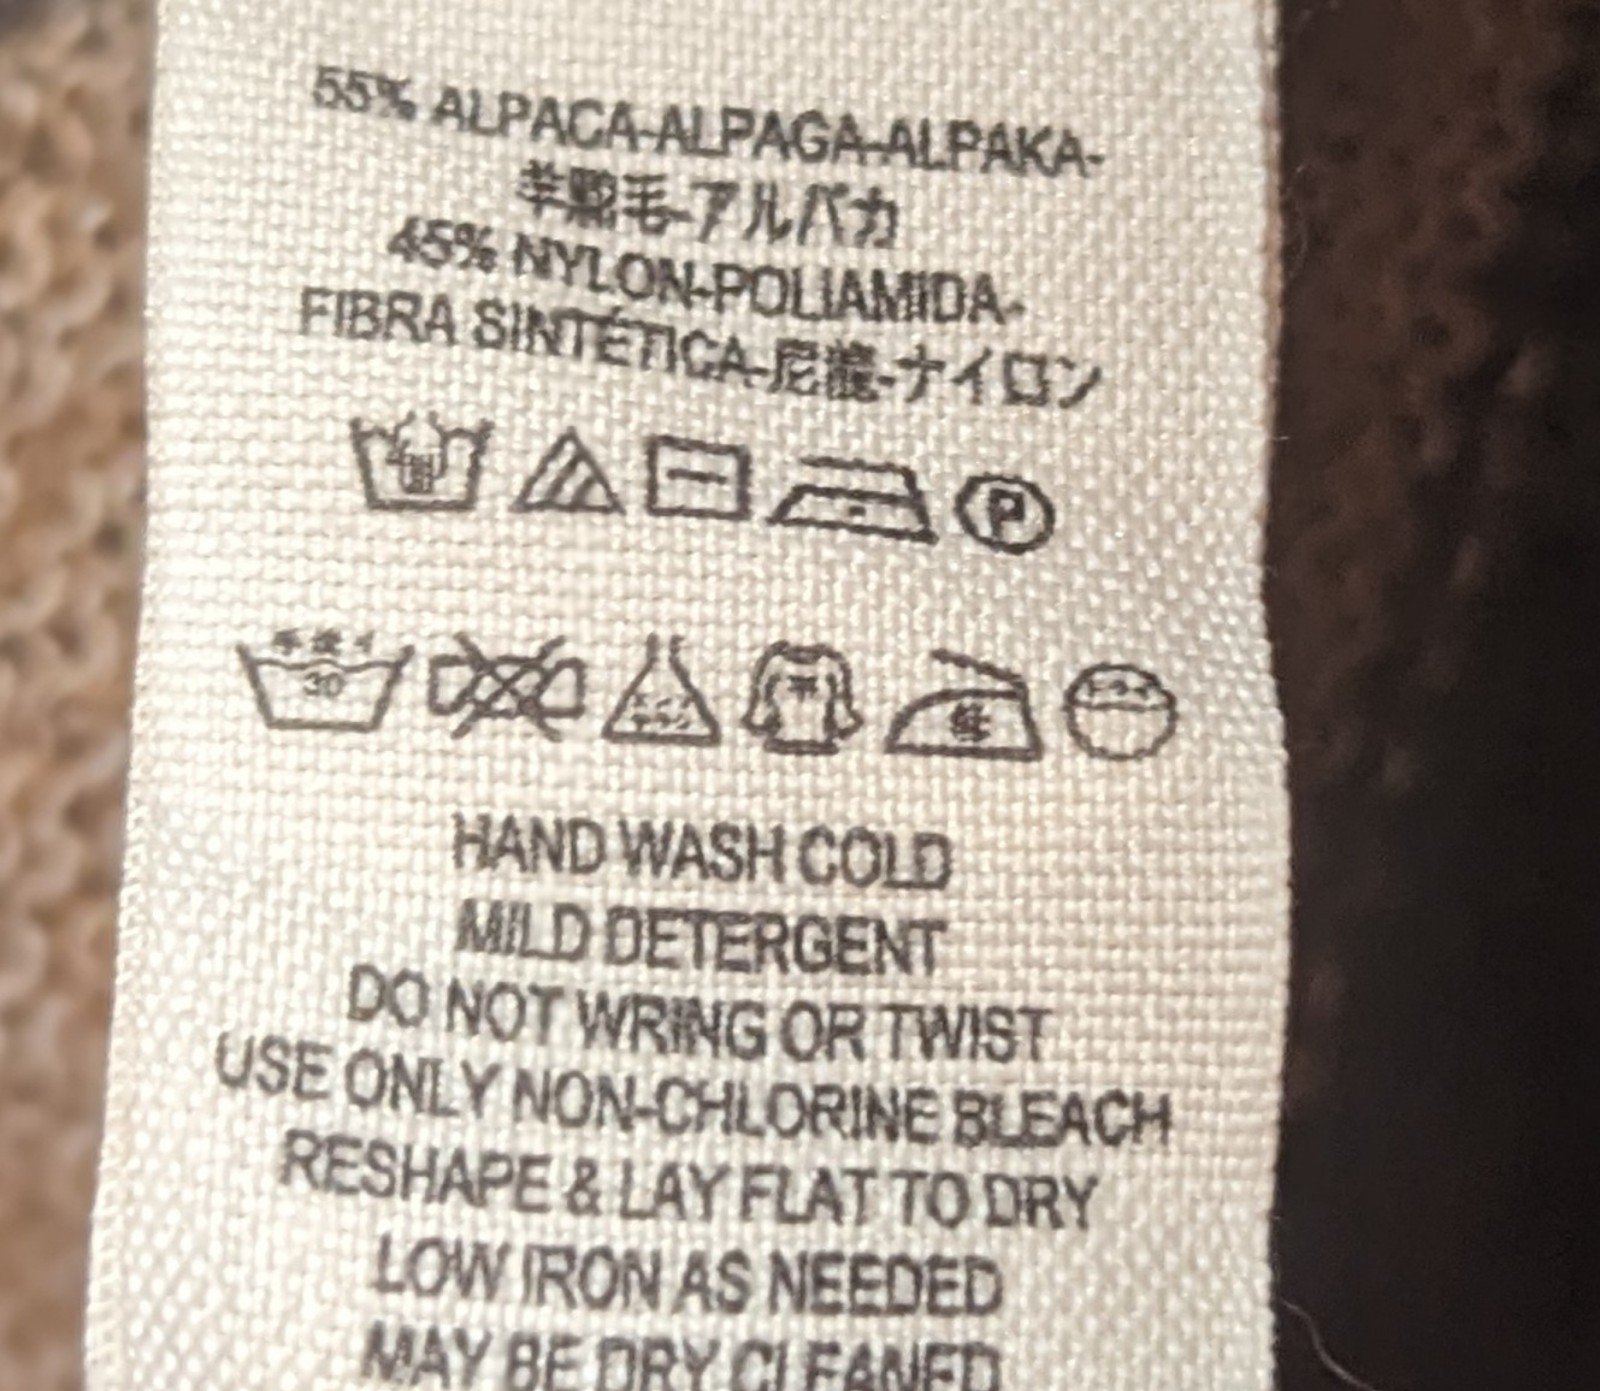 55% ALPACA-ALPAGA-ALPAKA-
羊駝毛-アルパカ
45% NYLON-POLIAMIDA-
FIBRA SINTÉTICA-尼龍-ナイロン
P
30
HAND WASH COLD
MILD DETERGENT
DO NOT WRING OR TWIST
USE ONLY NON-CHLORINE BLEACH
RESHAPE & LAY FLAT TO DRY
LOW IRON AS NEEDED
MAY BE DRY CLEANED